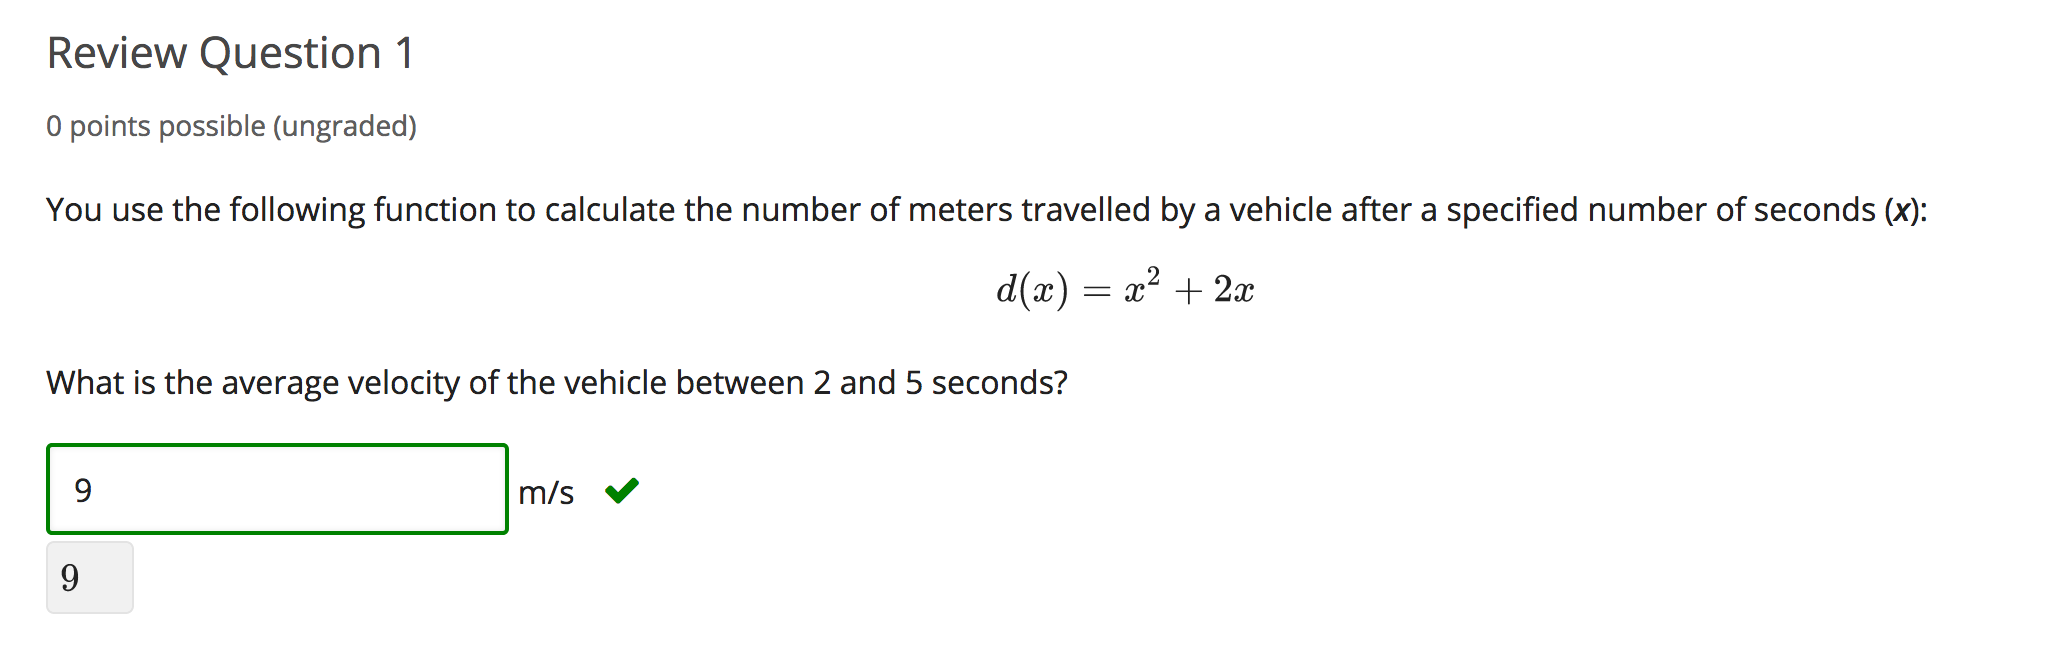 Review Question 1
0 points possible (ungraded)
You use the following function to calculate the number of meters travelled by a vehicle after a specified number of seconds (x):
d(x) = x² + 2x
What is the average velocity of the vehicle between 2 and 5 seconds?
9 m/s ✔
9